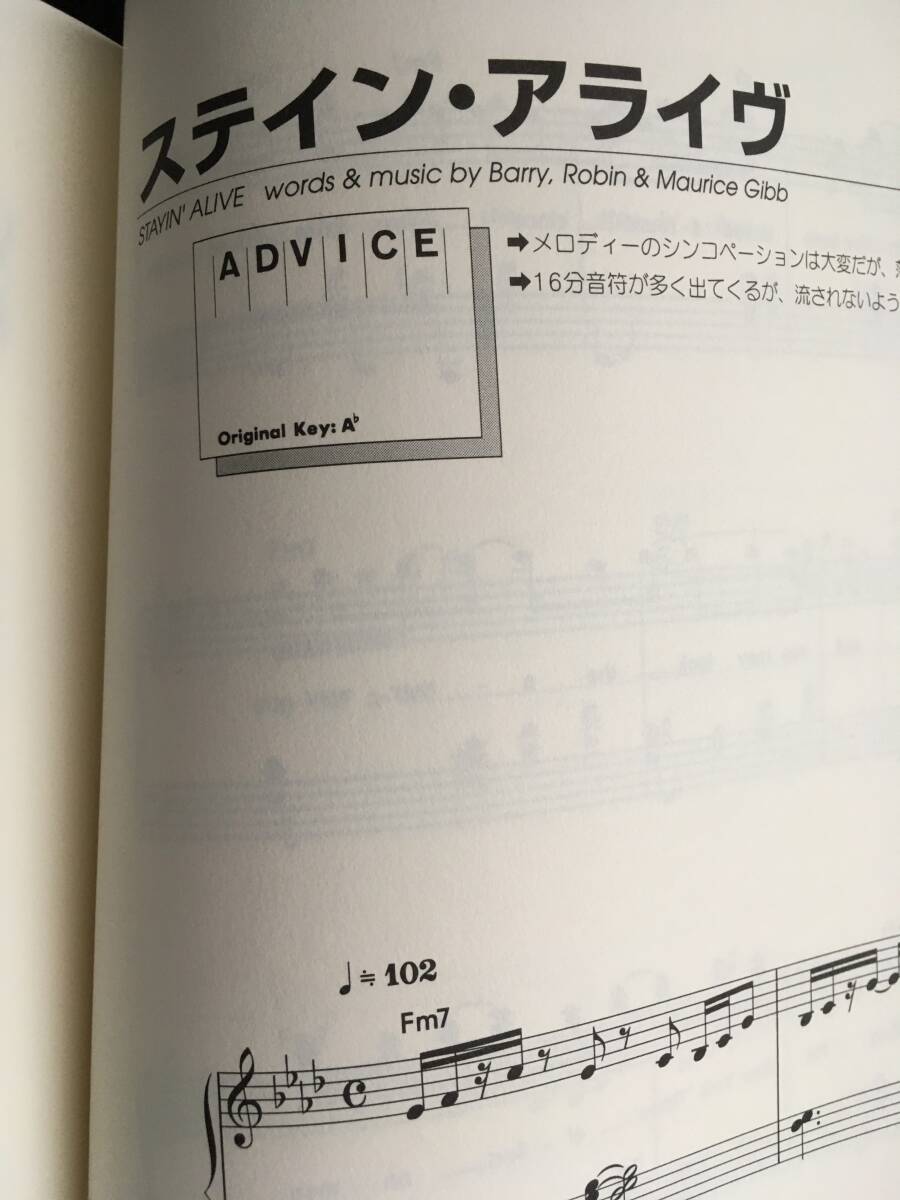 ステイン・アライヴ
STAYIN' ALIVE words & music by Barry, Robin & Maurice Gibb
ADVICE
➡メロディーのシンコペーションは大変だが、
➡16分音符が多く出てくるが、流されないよう
Original Key: A♭
♩≒102
Fm7